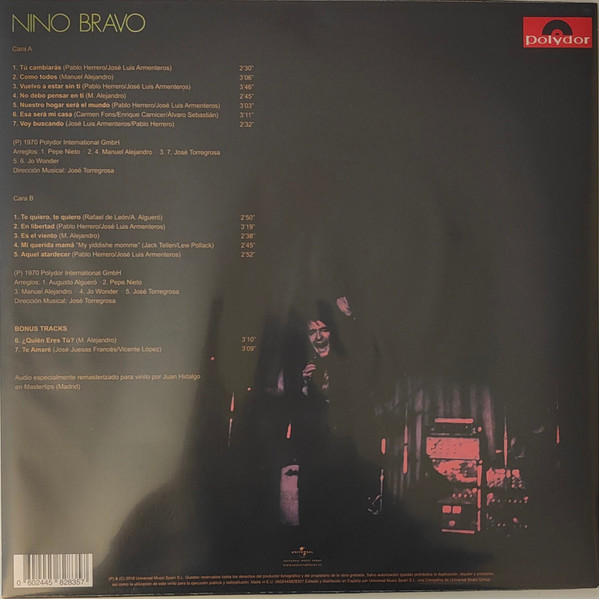 NINO BRAVO
Polydor
Cara A
1. Tú cambiarás (Pablo Herrero/José Luis Armenteros) 2'30"
2. Como todos (Manuel Alejandro) 3'06"
3. Vuelvo a estar sin ti (Pablo Herrero/José Luis Armenteros) 3'46"
4. No debo pensar en ti (M. Alejandro) 2'45"
5. Nuestro hogar será el mundo (Pablo Herrero/José Luis Armenteros) 3'03"
6. Esa será mi casa (Carmen Fons/Enrique Carnicer/Álvaro Sebastián) 3'11"
7. Voy buscando (José Luis Armenteros/Pablo Herrero) 2'32"
(P) 1970 Polydor International GmbH
Arreglos: 1. Pepe Nieto 2. 4. Manuel Alejandro 3. 7. José Torregrosa
5. 6. Jo Wonder
Dirección Musical: José Torregrosa
Cara B
1. Te quiero, te quiero (Rafael de León/A. Algueró) 2'50"
2. En libertad (Pablo Herrero/José Luis Armenteros) 3'19"
3. Es el viento (M. Alejandro) 2'38"
4. Mi querida mamá "My yiddishe momme" (Jack Tellen/Lew Pollack) 2'45"
5. Aquel atardecer (Pablo Herrero/José Luis Armenteros) 2'52"
(P) 1970 Polydor International GmbH
Arreglos: 1. Augusto Algueró 2. Pepe Nieto
3. Manuel Alejandro 4. Jo Wonder 5. José Torregrosa
Dirección Musical: José Torregrosa
BONUS TRACKS
6. ¿Quién Eres Tú? (M. Alejandro) 3'10"
7. Te Amaré (José Juesas Francés/Vicente López) 3'09"
Audio especialmente remasterizado para vinilo por Juan Hidalgo
en Mastertips (Madrid)
0 602445 828357